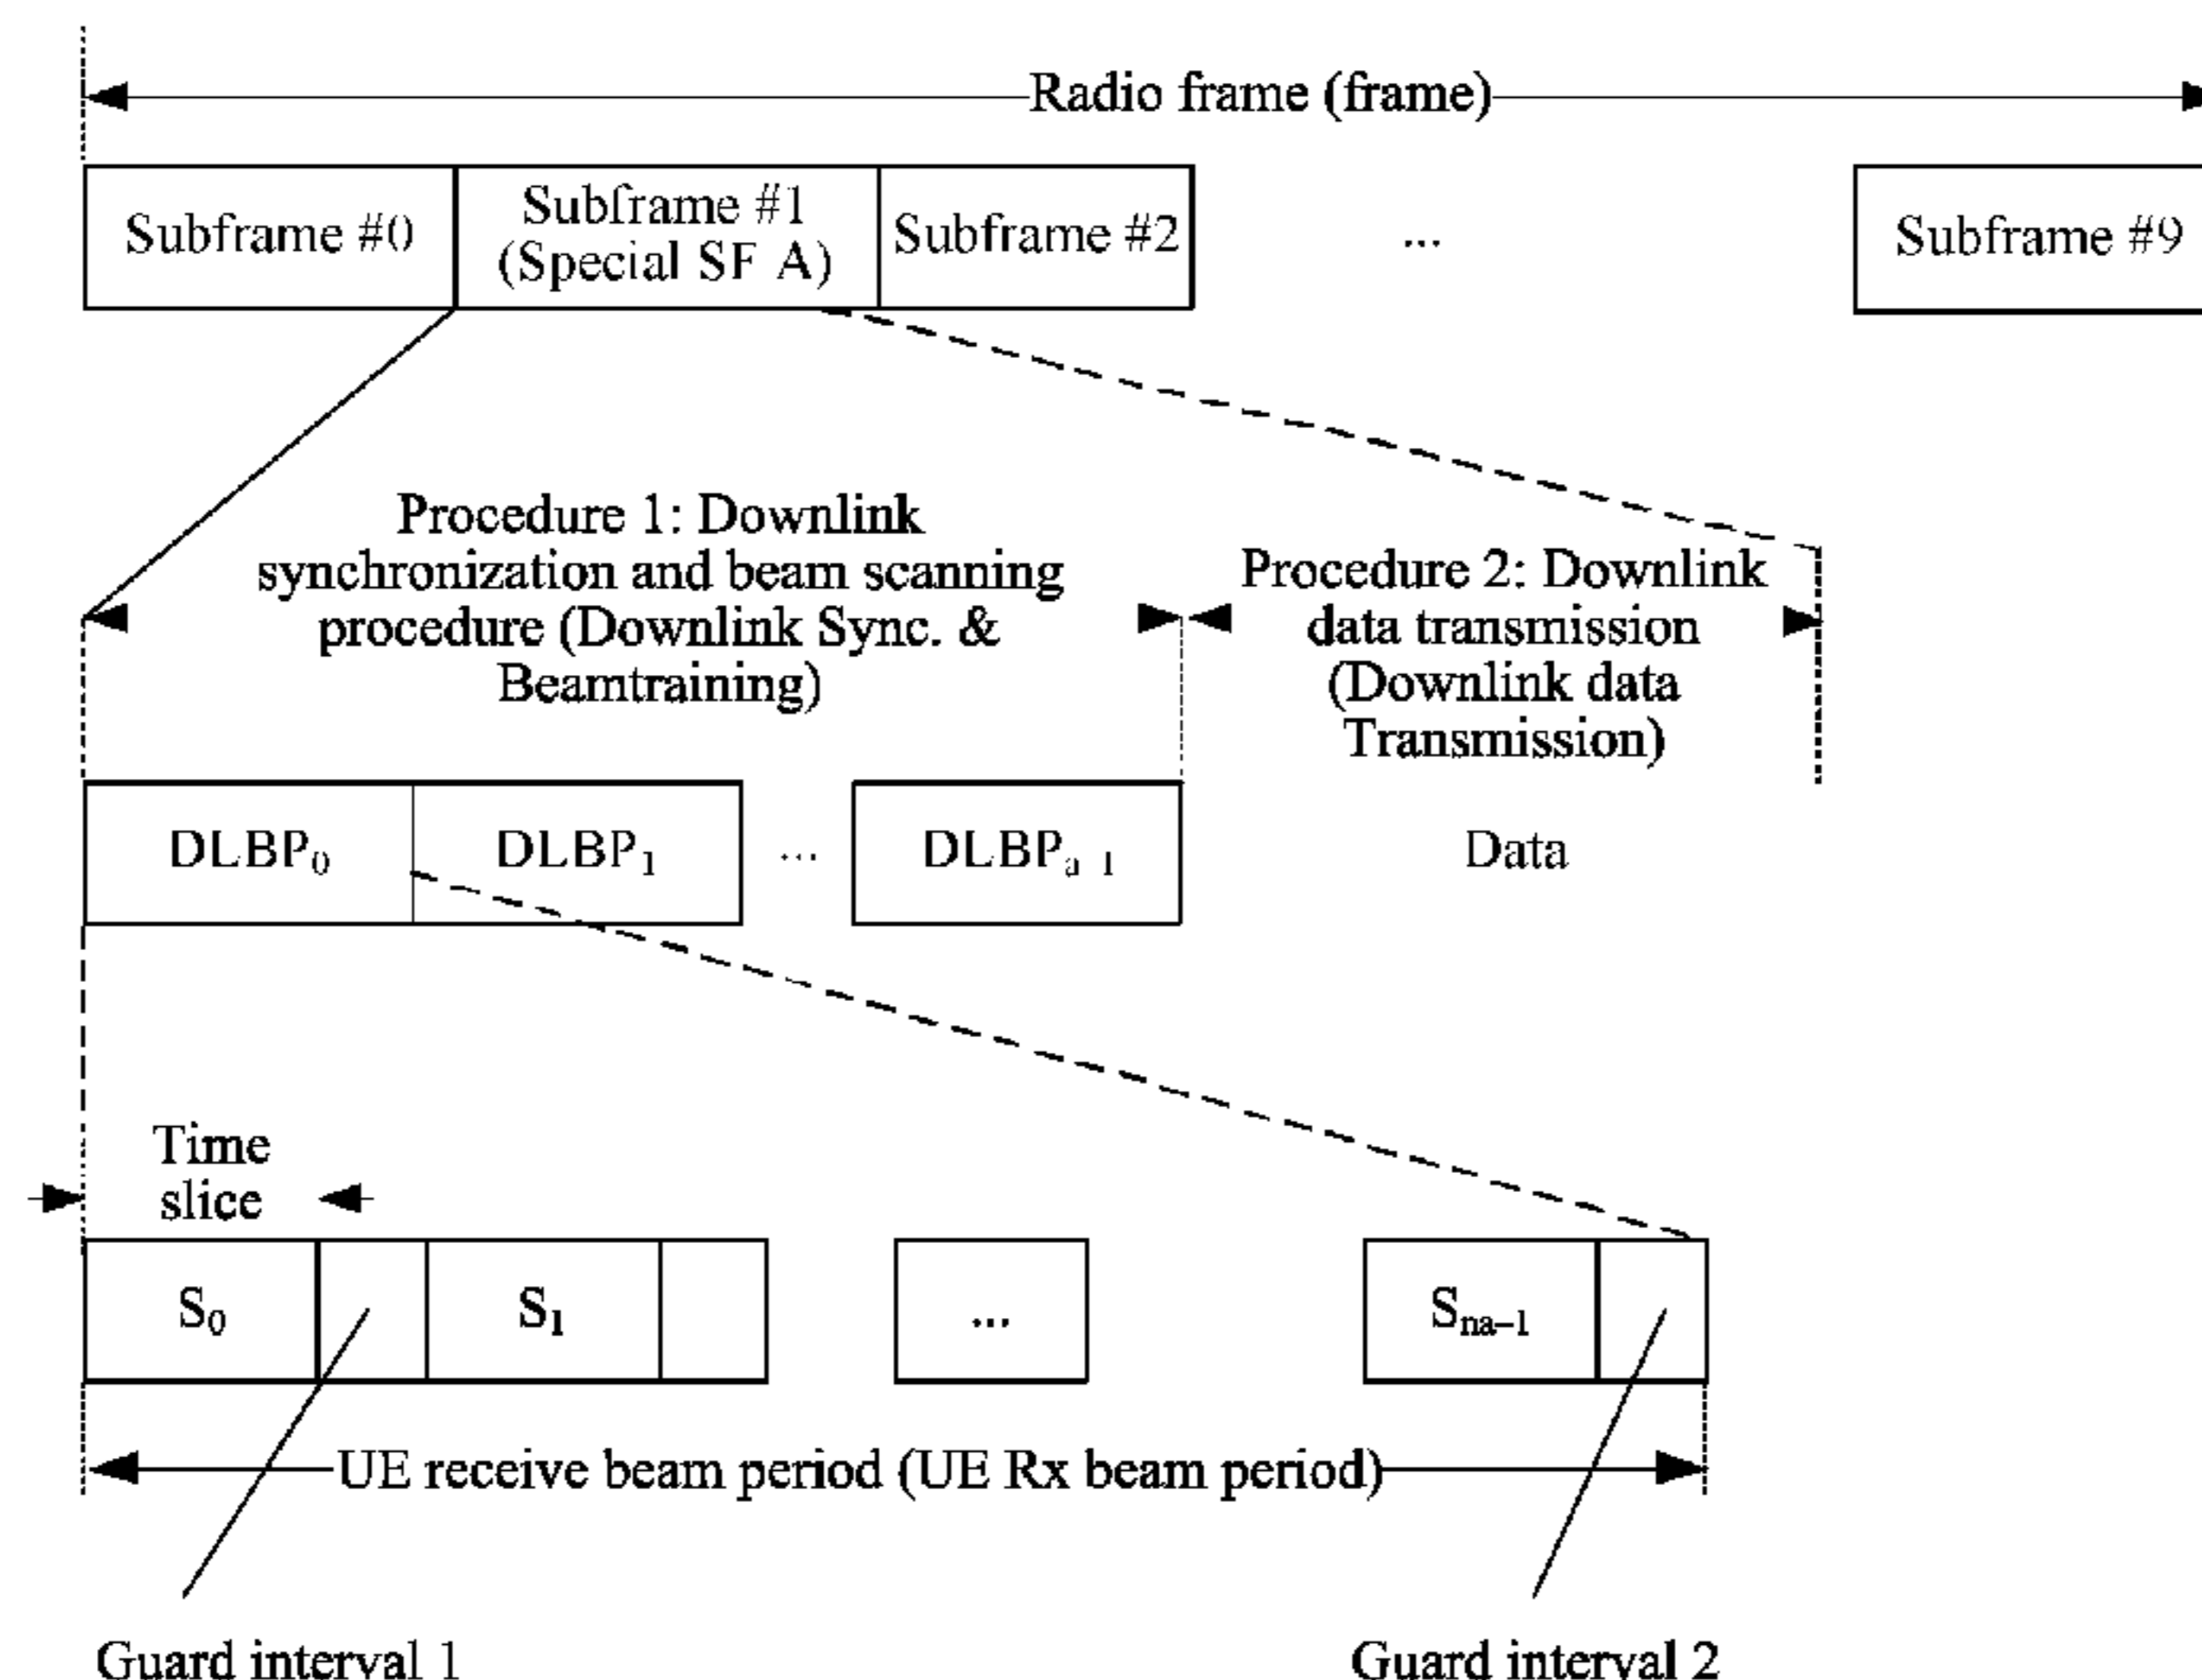 Radio frame (frame)
Subframe #0
Subframe #1
(Special SF A)
Subframe #2
...
Subframe #9
Procedure 1: Downlink
synchronization and beam scanning
procedure (Downlink Sync. &
Beamtraining)
Procedure 2: Downlink
data transmission
(Downlink data
Transmission)
DLBP₀
DLBP₁
...
DLBPₐ₋₁
Data
Time
slice
S₀
S₁
...
Sₙₐ₋₁
UE receive beam period (UE Rx beam period)
Guard interval 1
Guard interval 2